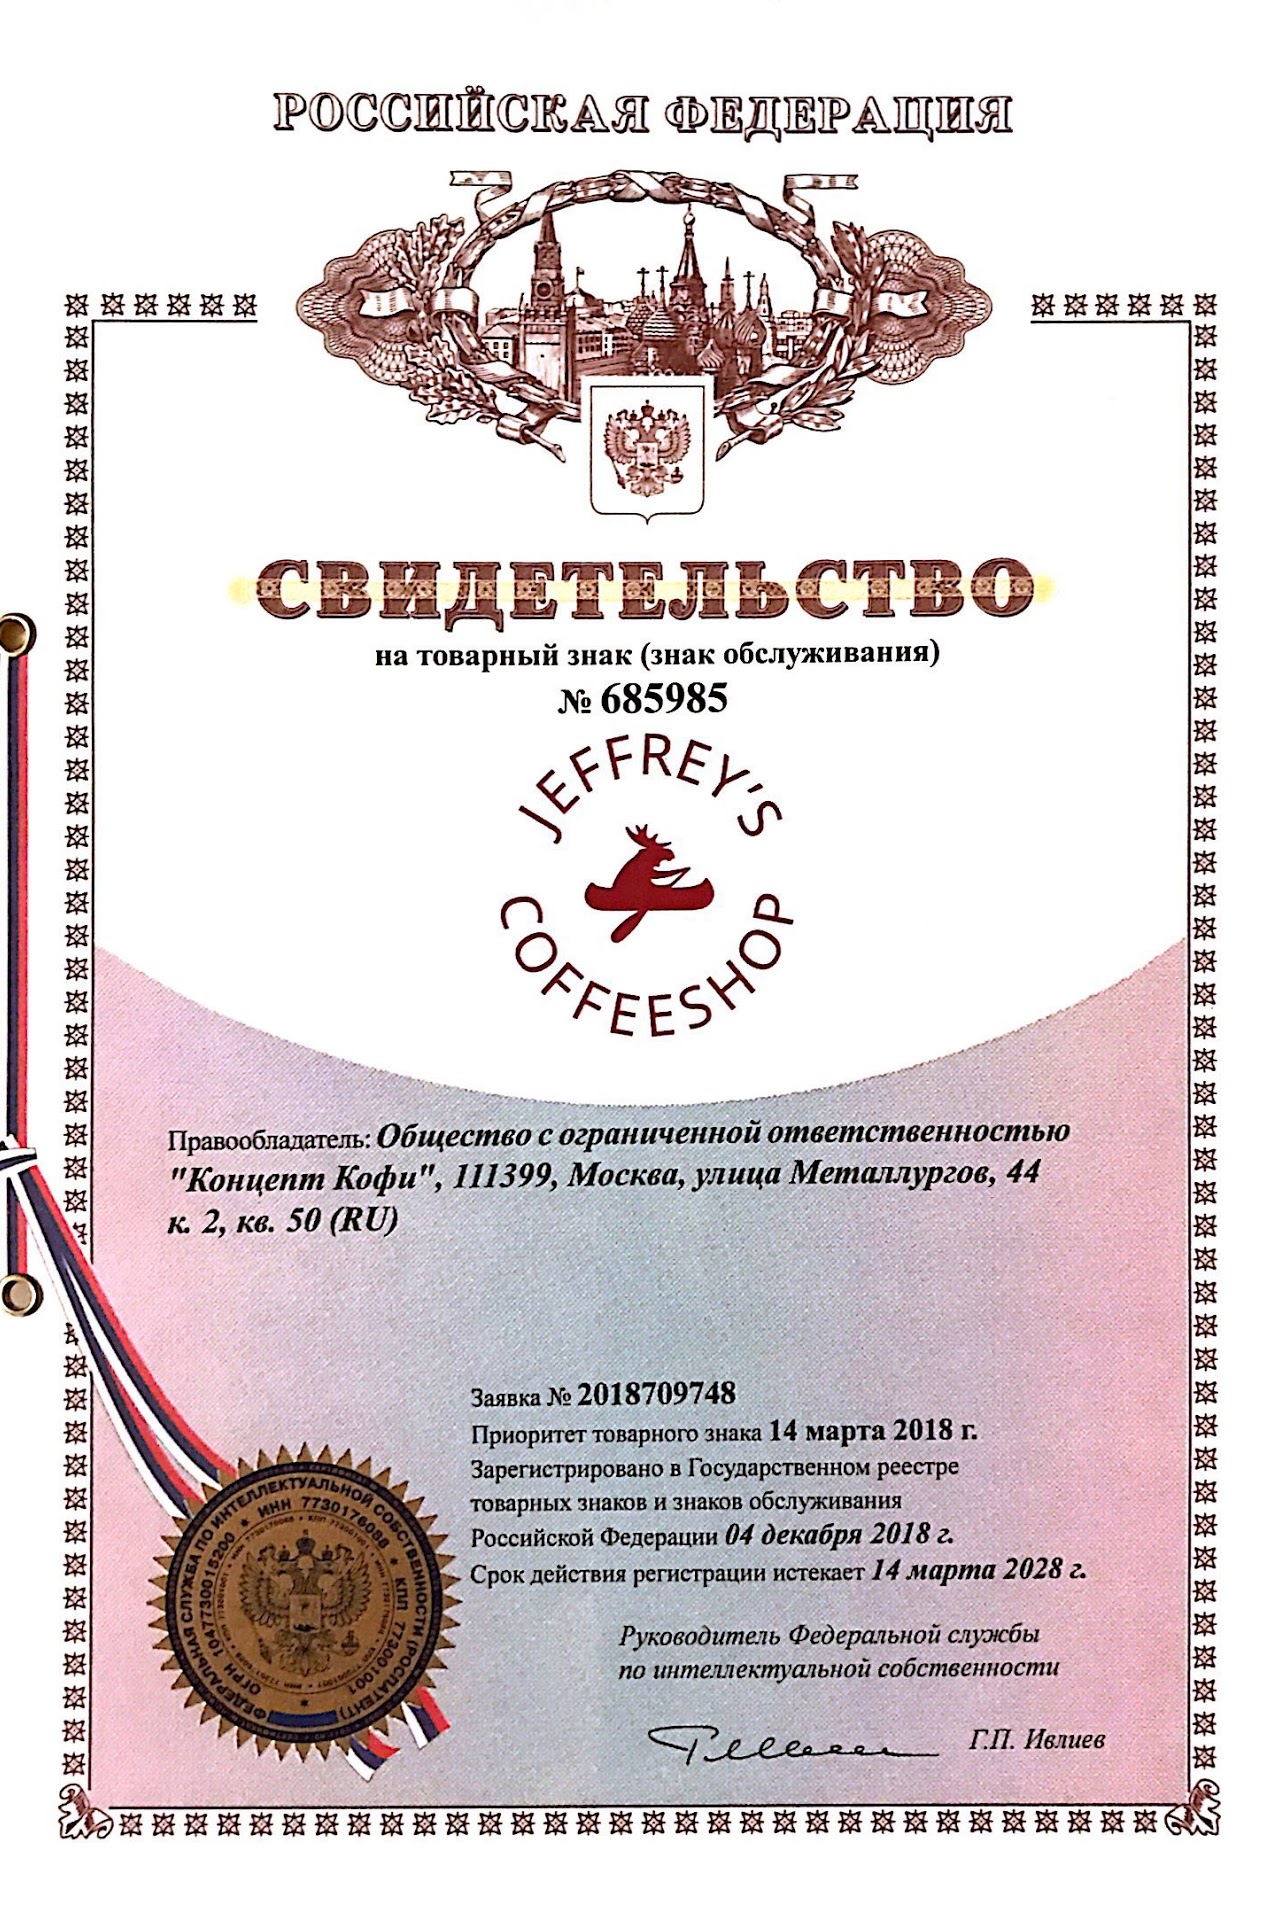 РОССИЙСКАЯ ФЕДЕРАЦИЯ
СВИДЕТЕЛЬСТВО
на товарный знак (знак обслуживания)
№ 685985
JEFFREY'S
COFFEESHOP
Правообладатель: Общество с ограниченной ответственностью
"Концепт Кофи", 111399, Москва, улица Металлургов, 44
к. 2, кв. 50 (RU)
Заявка № 2018709748
Приоритет товарного знака 14 марта 2018 г.
Зарегистрировано в Государственном реестре
товарных знаков и знаков обслуживания
Российской Федерации 04 декабря 2018 г.
Срок действия регистрации истекает 14 марта 2028 г.
Руководитель Федеральной службы
по интеллектуальной собственности
Г.П. Ивлиев
ФЕДЕРАЛЬНАЯ СЛУЖБА ПО ИНТЕЛЛЕКТУАЛЬНОЙ СОБСТВЕННОСТИ (РОСПАТЕНТ)
ОГРН 1047730015200 * ИНН 7730176088 * КПП 773001001